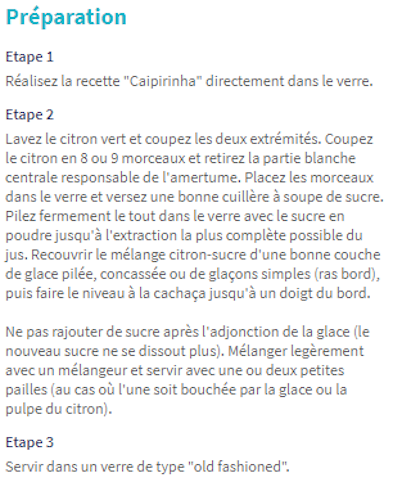 Préparation
Etape 1
Réalisez la recette "Caipirinha" directement dans le verre.
Etape 2
Lavez le citron vert et coupez les deux extrémités. Coupez
le citron en 8 ou 9 morceaux et retirez la partie blanche
centrale responsable de l'amertume. Placez les morceaux
dans le verre et versez une bonne cuillère à soupe de sucre.
Pilez fermement le tout dans le verre avec le sucre en
poudre jusqu'à l'extraction la plus complète possible du
jus. Recouvrir le mélange citron-sucre d'une bonne couche
de glace pilée, concassée ou de glaçons simples (ras bord),
puis faire le niveau à la cachaça jusqu'à un doigt du bord.
Ne pas rajouter de sucre après l'adjonction de la glace (le
nouveau sucre ne se dissout plus). Mélanger legèrement
avec un mélangeur et servir avec une ou deux petites
pailles (au cas où l'une soit bouchée par la glace ou la
pulpe du citron).
Etape 3
Servir dans un verre de type "old fashioned".